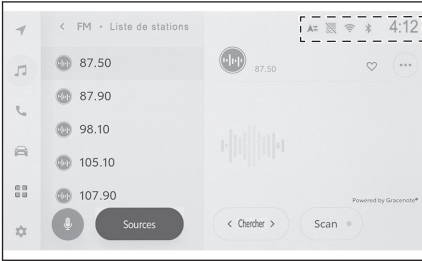 < FM • Liste de stations
A⇄ 4:12
87.50
87.90
98.10
105.10
107.90
Sources
87.50
Powered by Gracenote®
< Chercher >
Scan